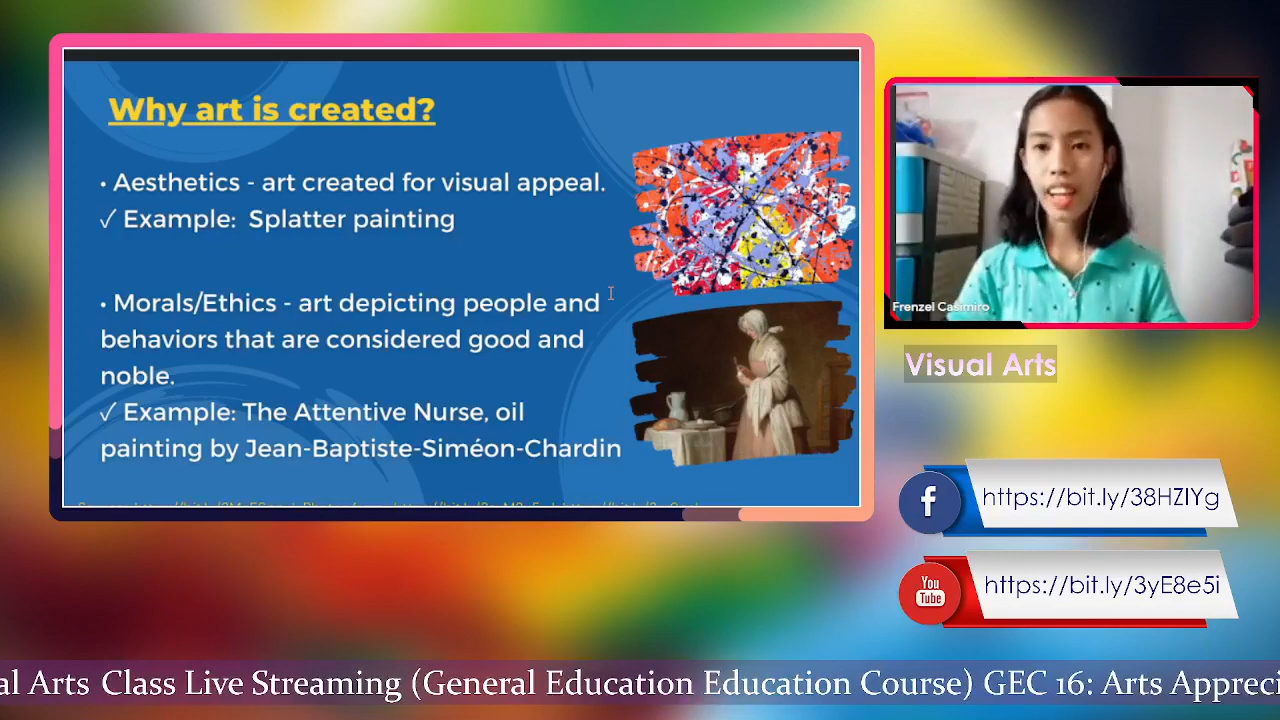 Why art is created?
• Aesthetics - art created for visual appeal.
✓ Example: Splatter painting
• Morals/Ethics - art depicting people and
behaviors that are considered good and
noble.
✓ Example: The Attentive Nurse, oil
painting by Jean-Baptiste-Siméon-Chardin
Frenzel Casimiro
Visual Arts
f
https://bit.ly/38HZIYg
You
Tube
https://bit.ly/3yE8e5i
al Arts Class Live Streaming (General Education Education Course) GEC 16: Arts Appreci